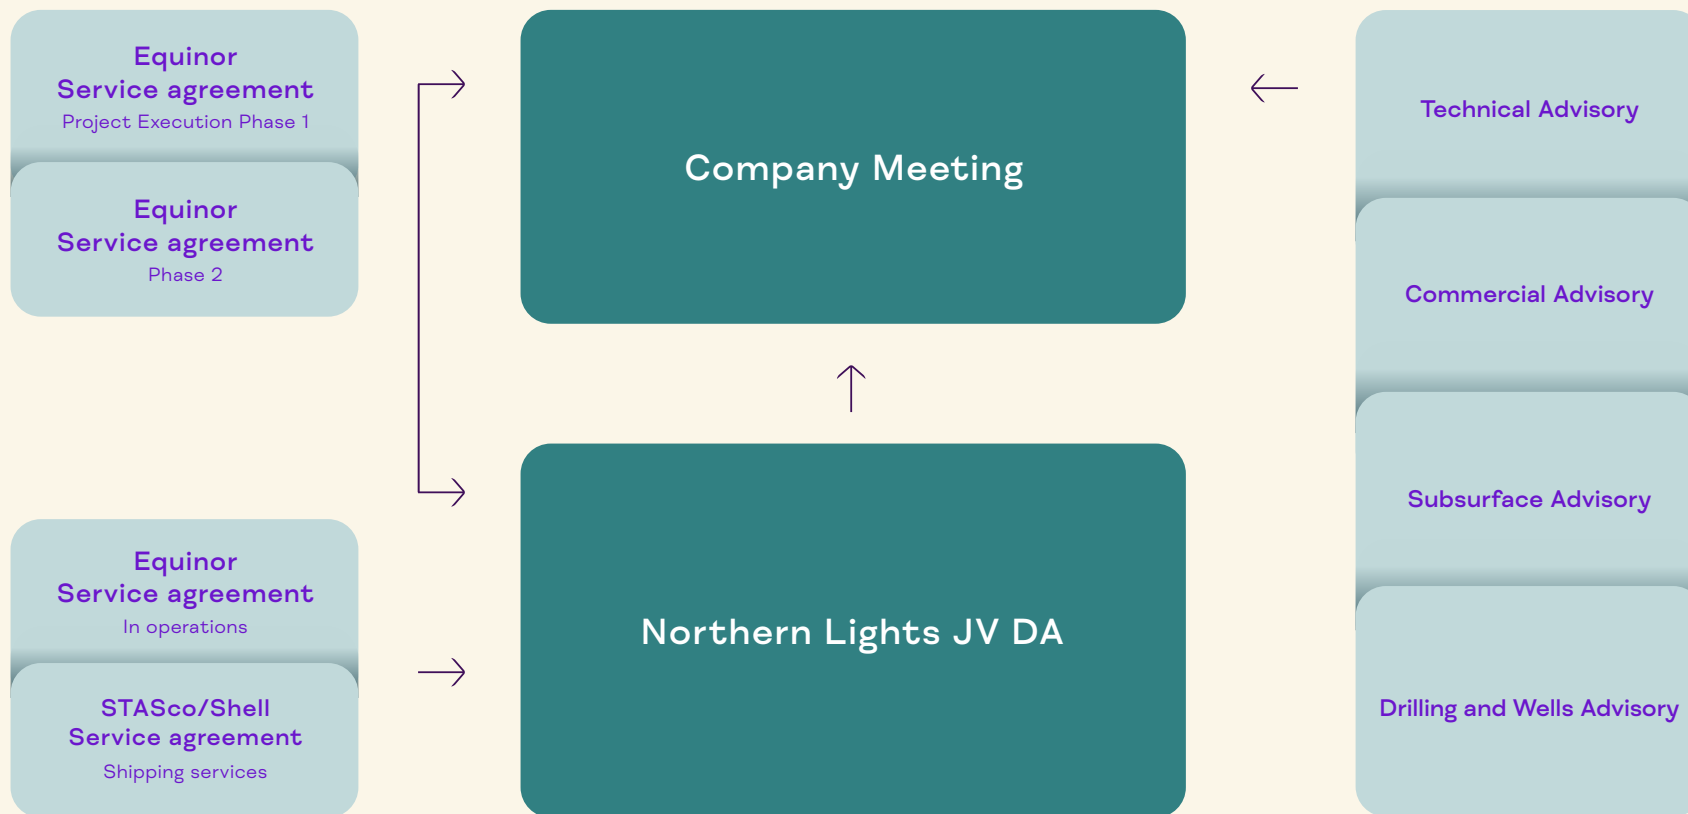 Equinor
Service agreement
Project Execution Phase 1
Equinor
Service agreement
Phase 2
Equinor
Service agreement
In operations
STASco/Shell
Service agreement
Shipping services
Company Meeting
Northern Lights JV DA
Technical Advisory
Commercial Advisory
Subsurface Advisory
Drilling and Wells Advisory